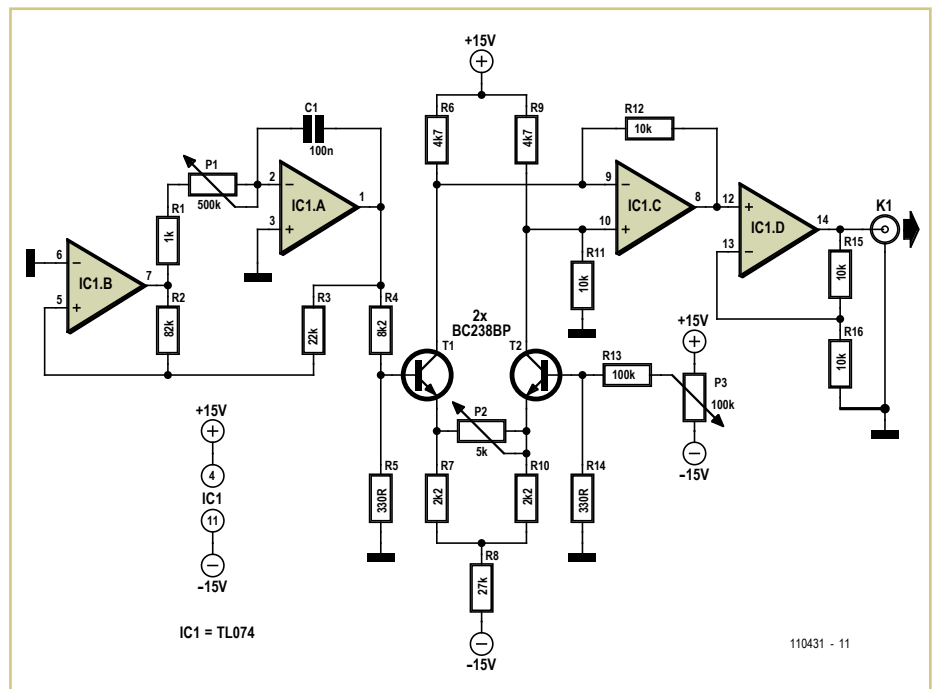 +15V
+
C1
100n
R6
4k7
R9
4k7
R12
10k
P1
500k
2
−
3
+
IC1.A
1
R1
1k
6
−
5
+
IC1.B
7
R2
82k
R3
22k
R4
8k2
9
−
10
+
IC1.C
8
R11
10k
12
+
13
−
IC1.D
14
K1
R15
10k
R16
10k
2x
BC238BP
T1
T2
P2
5k
R13
100k
+15V
+
P3
100k
−
−15V
R5
330R
R7
2k2
R10
2k2
R14
330R
R8
27k
−
−15V
+15V
+
4
IC1
11
−
−15V
IC1 = TL074
110431 - 11